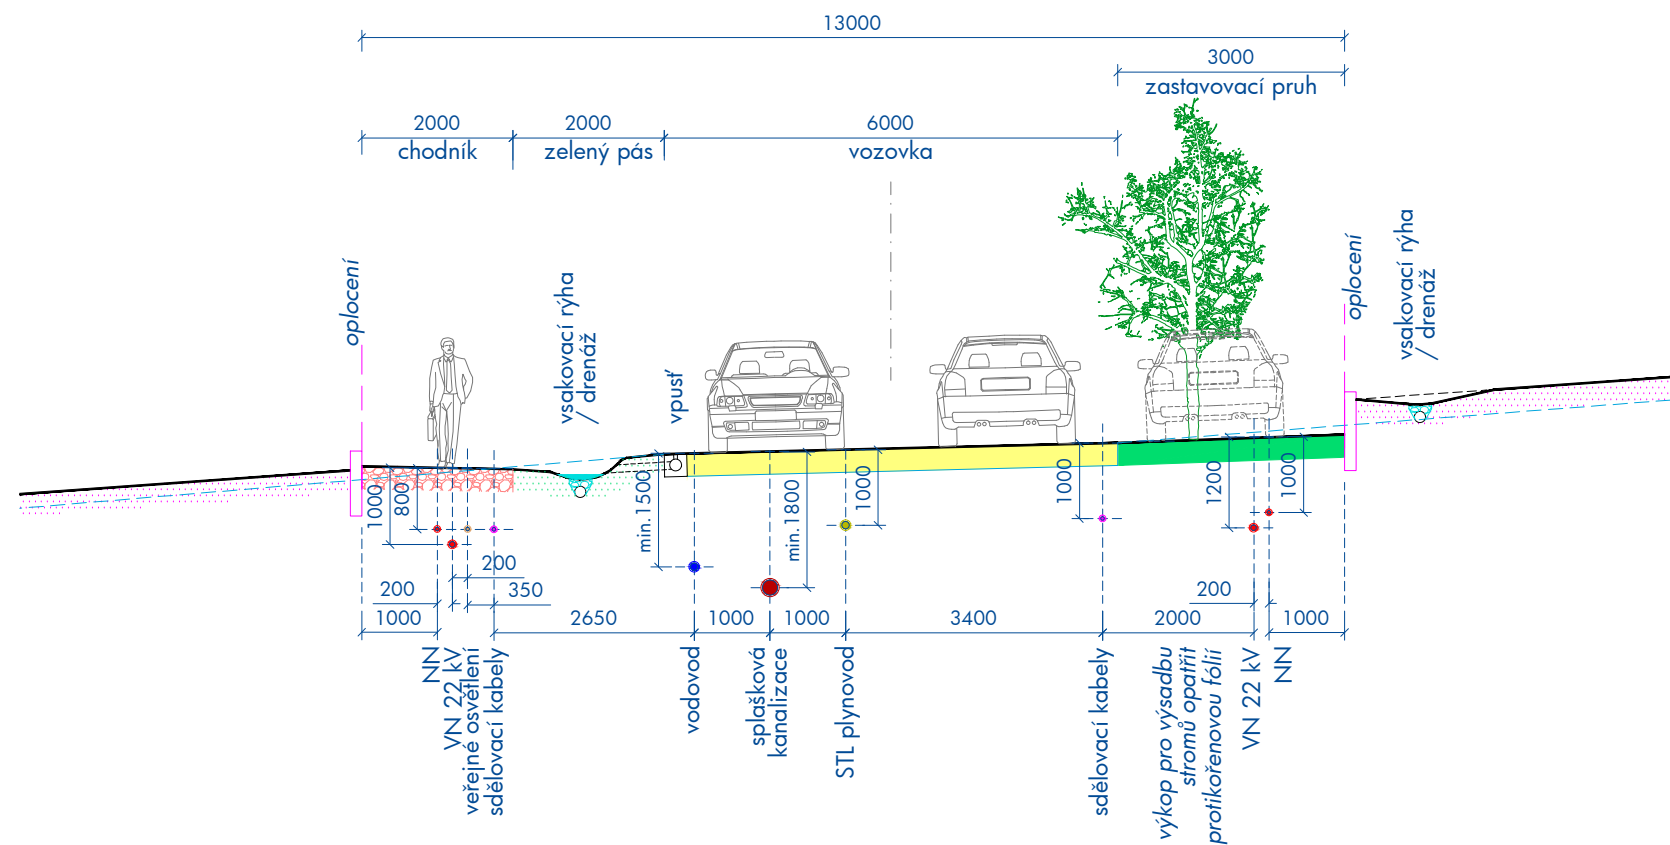 13000
3000
zastavovací pruh
2000
2000
6000
chodník
zelený pás
vozovka
oplocení
vsakovací rýha
/ drenáž
vpusť
oplocení
vsakovací rýha
/ drenáž
1000
800
min.1500
min.1800
1000
1000
1200
1000
200
350
200
200
1000
2650
1000
1000
3400
2000
1000
NN
VN 22 kV
veřejné osvětlení
sdělovací kabely
vodovod
splašková
kanalizace
STL plynovod
sdělovací kabely
výkop pro výsadbu
stromů opatřit
protikořenovou fólií
VN 22 kV
NN